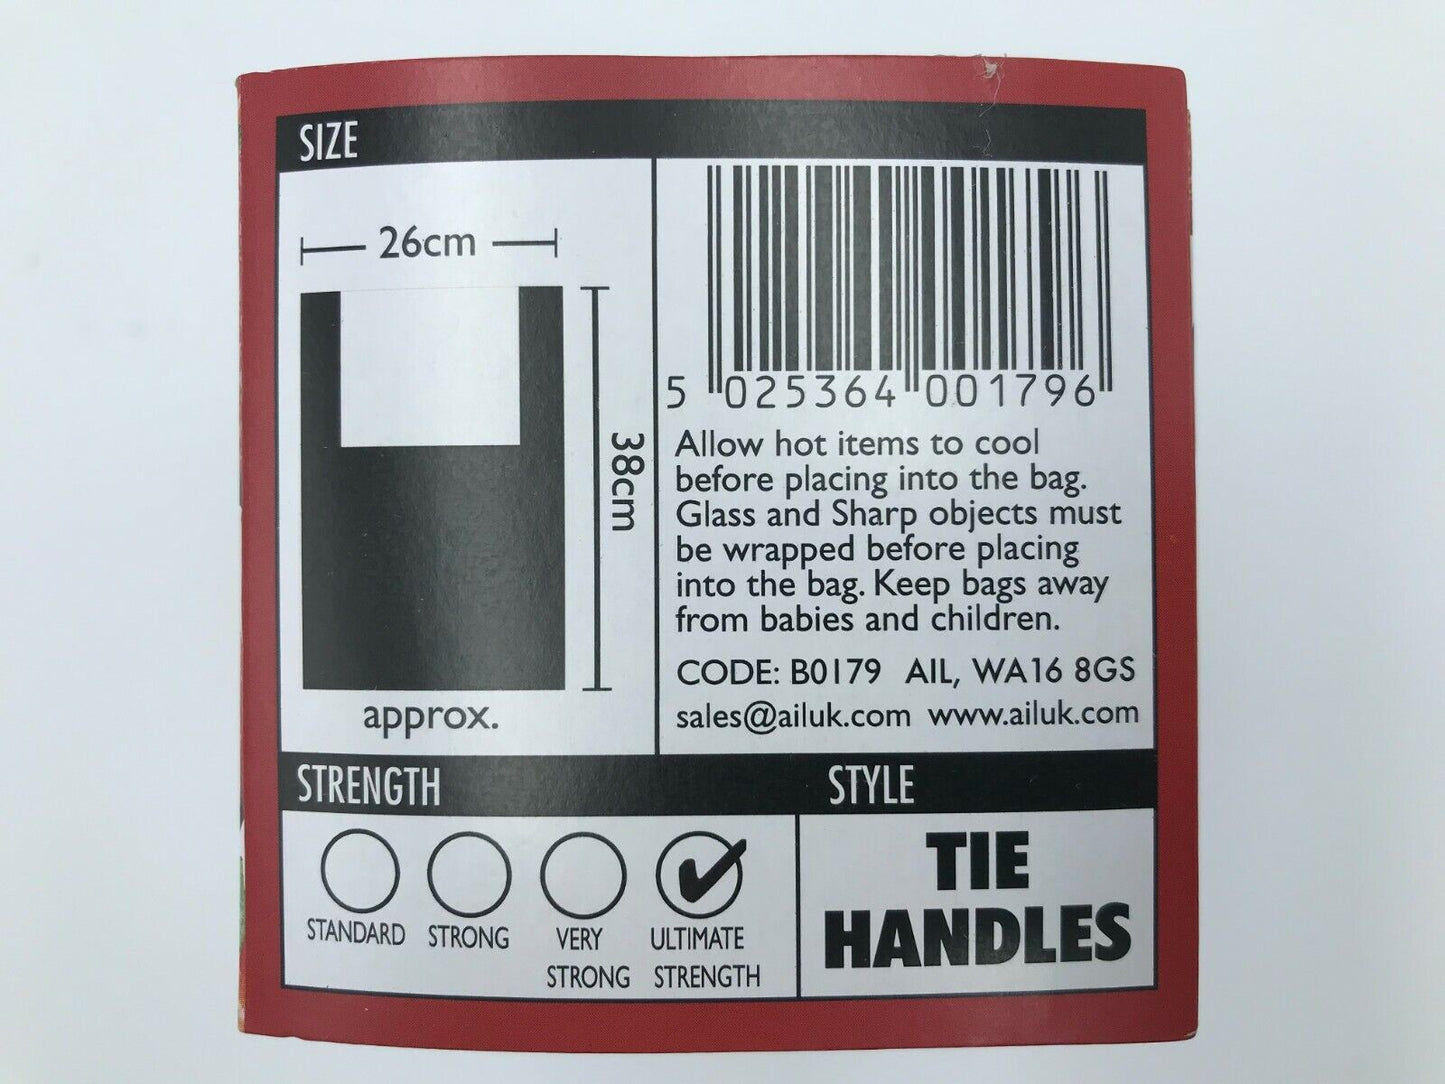 SIZE
26cm
38cm
approx.
5 025364 001796
Allow hot items to cool
before placing into the bag.
Glass and Sharp objects must
be wrapped before placing
into the bag. Keep bags away
from babies and children.
CODE: B0179 AIL, WA16 8GS
sales@ailuk.com www.ailuk.com
STRENGTH
STANDARD
STRONG
VERY
STRONG
ULTIMATE
STRENGTH
STYLE
TIE
HANDLES